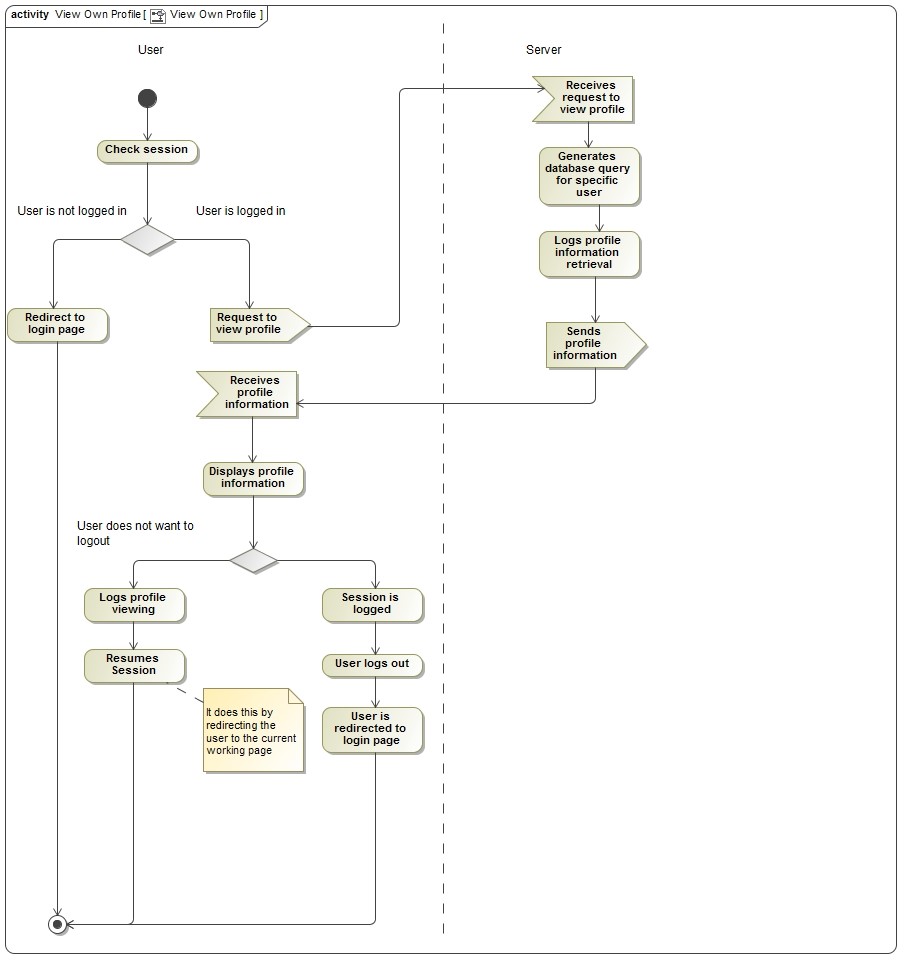 activity View Own Profile [ View Own Profile ]
User
Server
Receives
request to
view profile
Check session
Generates
database query
for specific
user
User is not logged in
User is logged in
Logs profile
information
retrieval
Redirect to
login page
Request to
view profile
Sends
profile
information
Receives
profile
information
Displays profile
information
User does not want to
logout
Logs profile
viewing
Session is
logged
Resumes
Session
User logs out
It does this by
redirecting the
user to the current
working page
User is
redirected to
login page